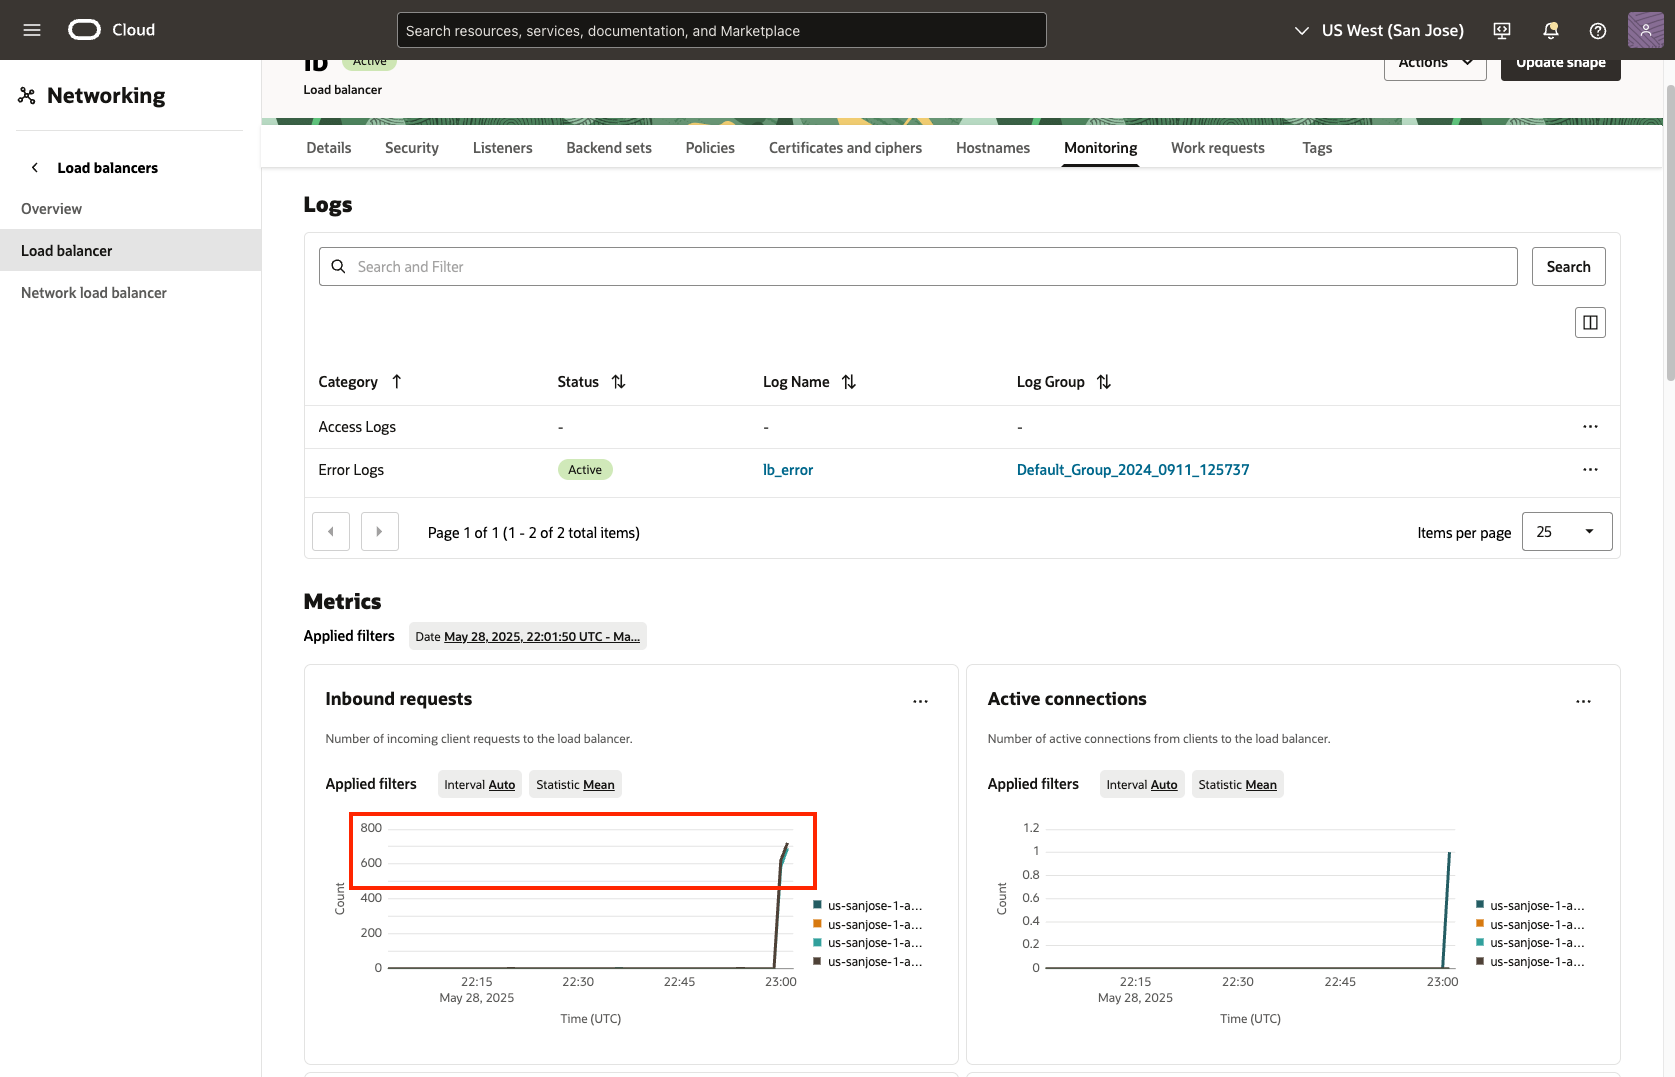 Cloud
Search resources, services, documentation, and Marketplace
US West (San Jose)
Networking
Load balancers
Overview
Load balancer
Network load balancer
lb
Active
Load balancer
Actions
Update shape
Details
Security
Listeners
Backend sets
Policies
Certificates and ciphers
Hostnames
Monitoring
Work requests
Tags
Logs
Search and Filter
Search
Category Status Log Name Log Group
Access Logs - - - ...
Error Logs Active lb_error Default_Group_2024_0911_125737 ...
Page 1 of 1 (1 - 2 of 2 total items)
Items per page 25
Metrics
Applied filters Date May 28, 2025, 22:01:50 UTC - Ma...
Inbound requests ...
Number of incoming client requests to the load balancer.
Applied filters Interval Auto Statistic Mean
800
600
400
200
0
Count
22:15 22:30 22:45 23:00
May 28, 2025
Time (UTC)
us-sanjose-1-a...
us-sanjose-1-a...
us-sanjose-1-a...
us-sanjose-1-a...
Active connections ...
Number of active connections from clients to the load balancer.
Applied filters Interval Auto Statistic Mean
1.2
1
0.8
0.6
0.4
0.2
0
Count
22:15 22:30 22:45 23:00
May 28, 2025
Time (UTC)
us-sanjose-1-a...
us-sanjose-1-a...
us-sanjose-1-a...
us-sanjose-1-a...